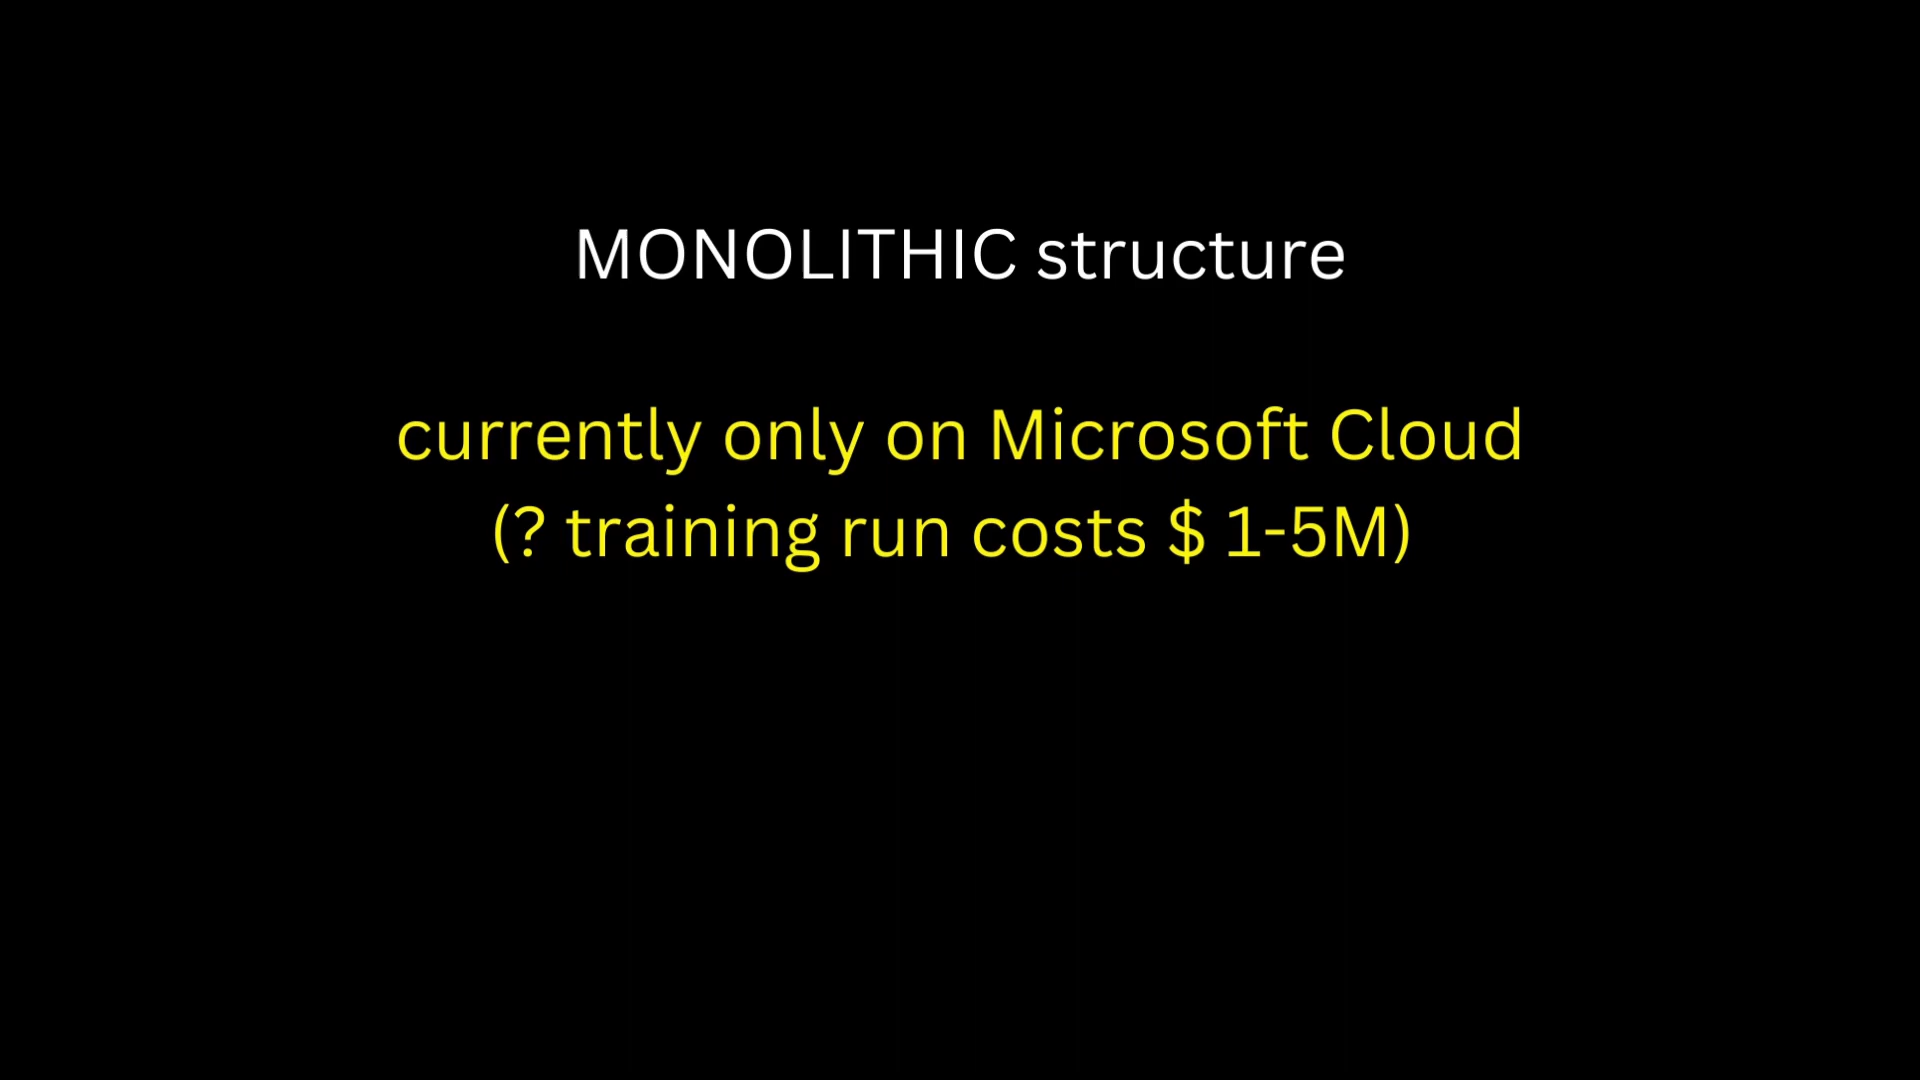 MONOLITHIC structure
currently only on Microsoft Cloud
(? training run costs $ 1-5M)